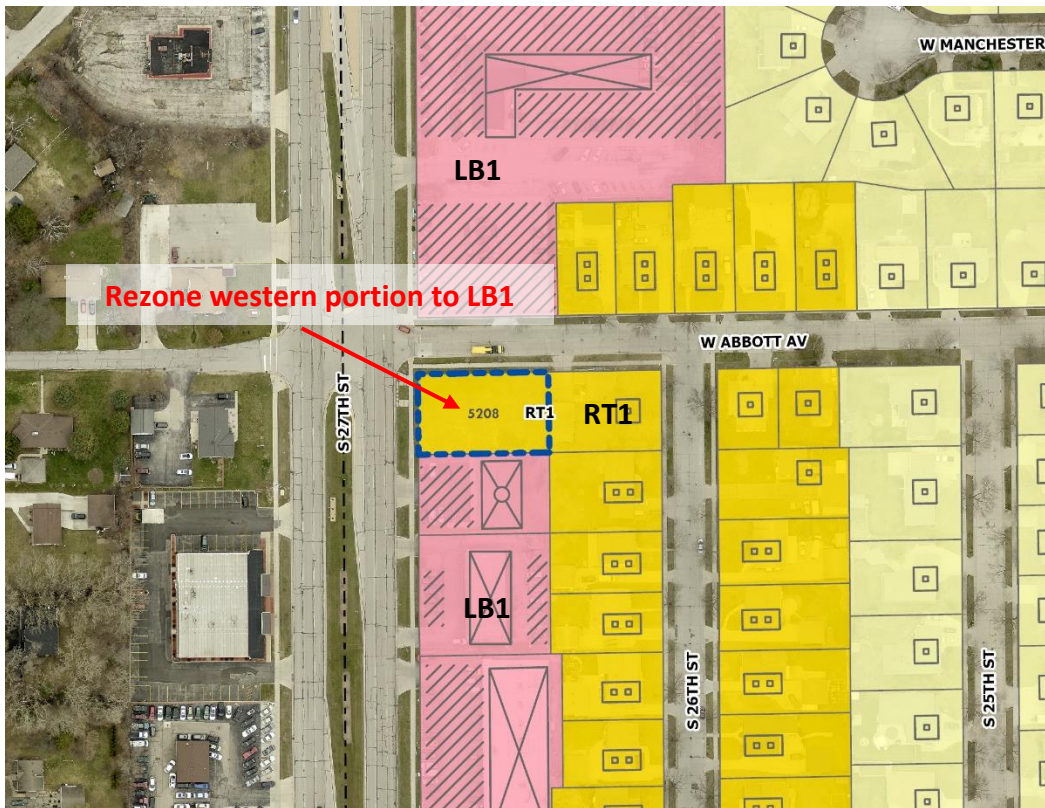 W MANCHESTER
LB1
Rezone western portion to LB1
W ABBOTT AV
S 27TH ST
5208
RT1
RT1
LB1
S 26TH ST
S 25TH ST